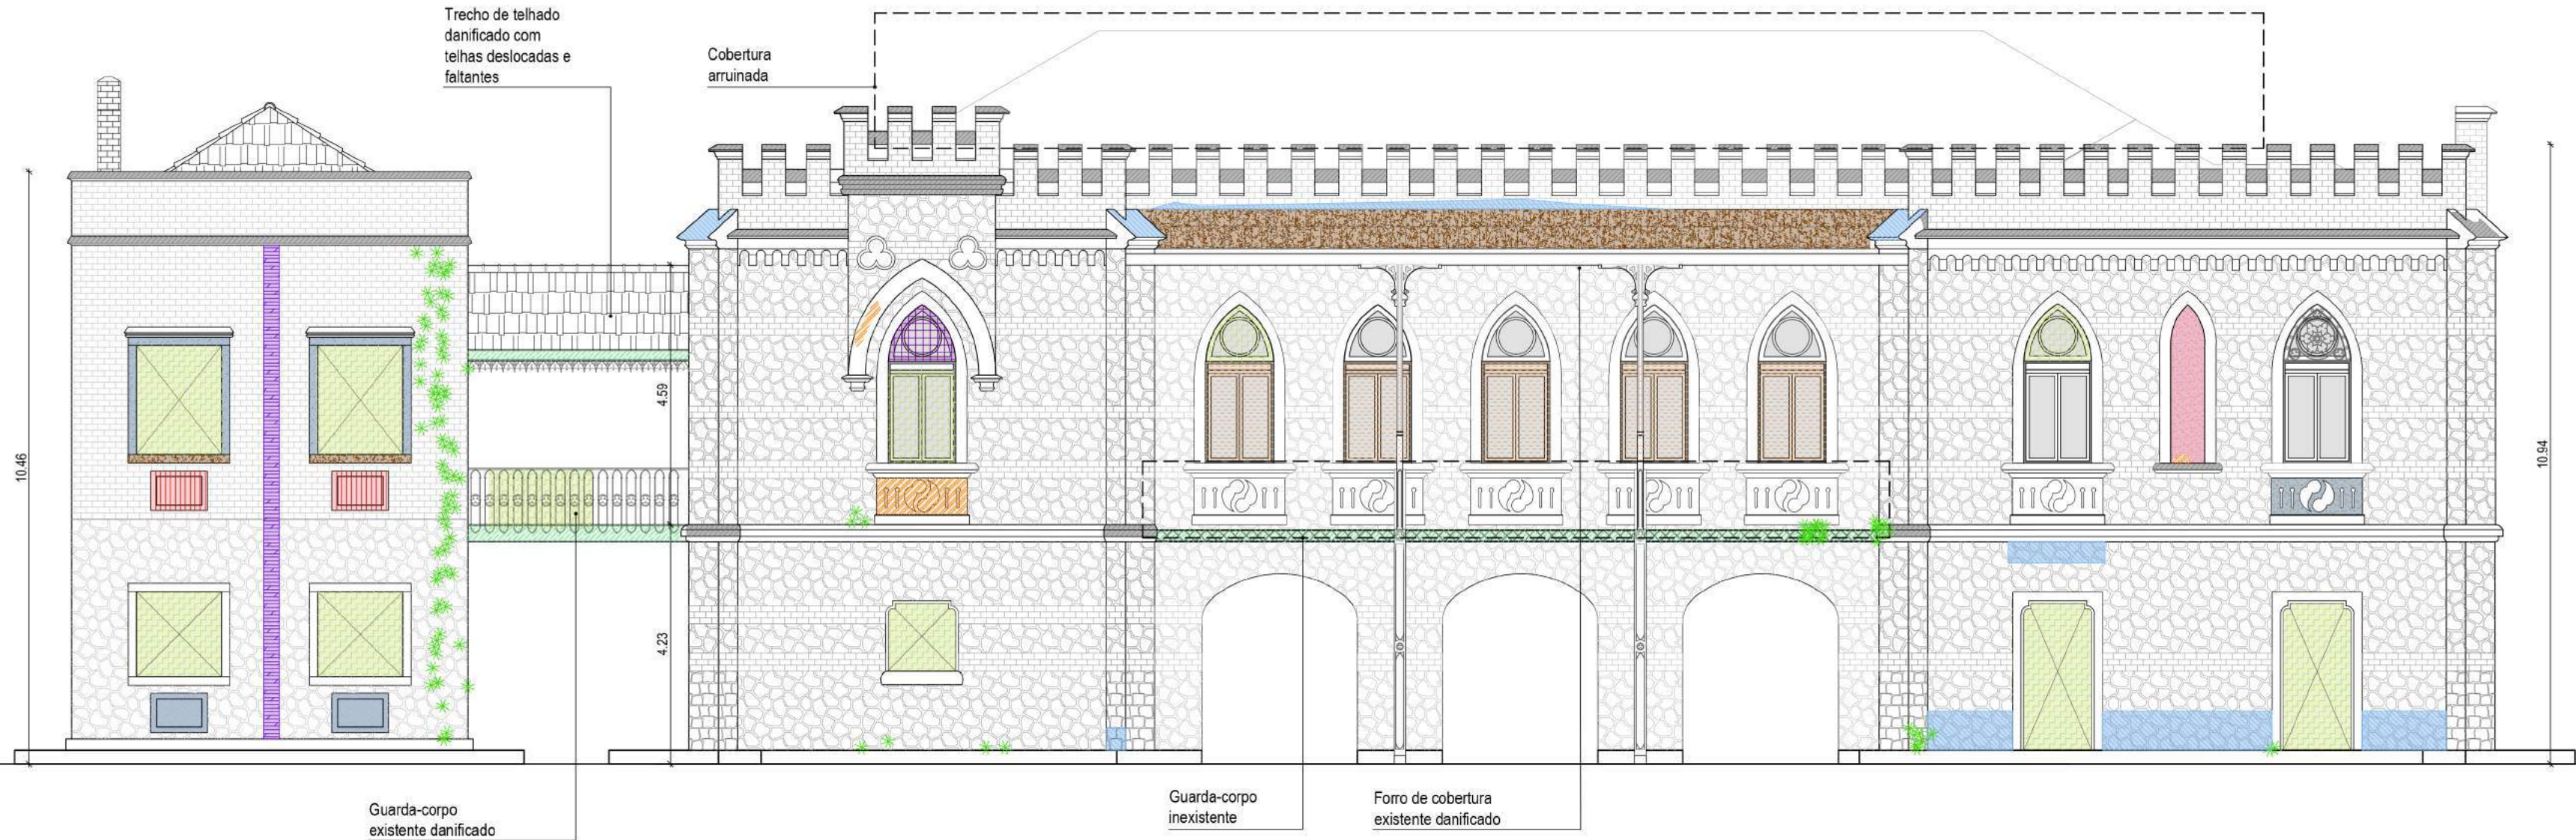 Trecho de telhado
danificado com
telhas deslocadas e
faltantes
Cobertura
arruinada
10.46
4.59
4.23
10.94
Guarda-corpo
existente danificado
Guarda-corpo
inexistente
Forro de cobertura
existente danificado